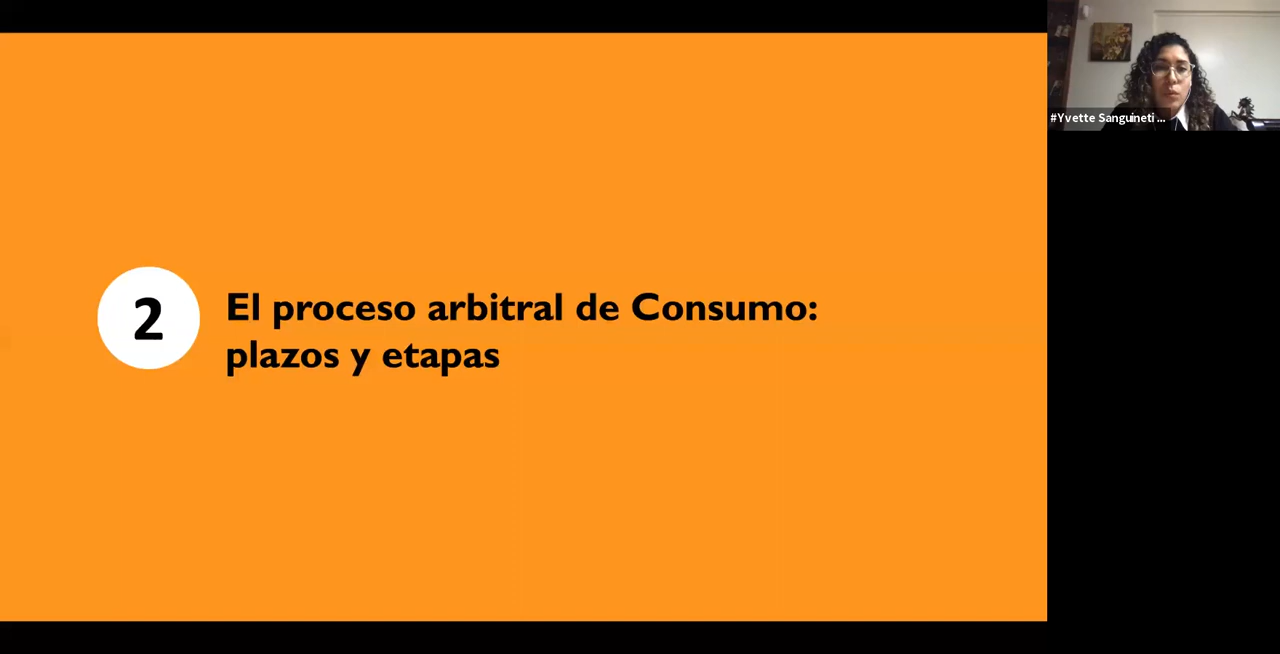 2
El proceso arbitral de Consumo:
plazos y etapas
#Yvette Sanguineti ...